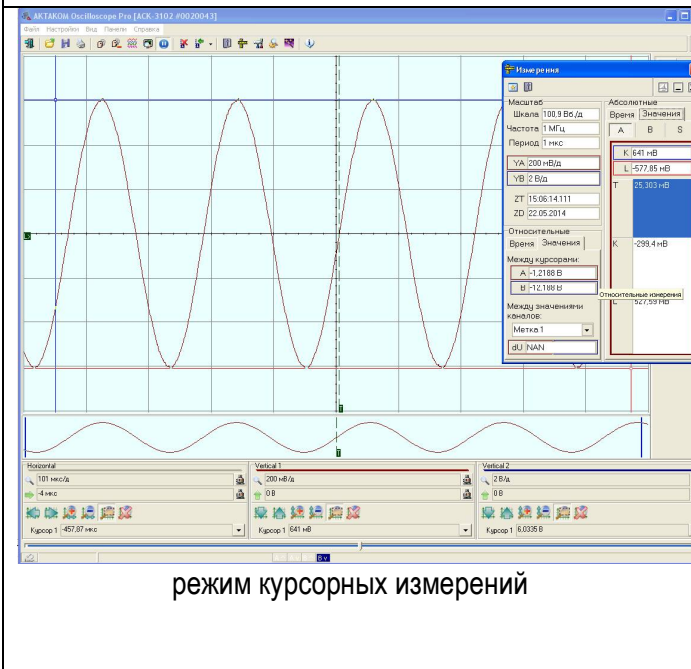 AKTAKOM Oscilloscope Pro [ACK-3102 #0020043]
Файл Настройки Вид Панели Справка
Измерения
Масштаб
Шкала 100,9 Вб./д
Частота 1 МГц
Период 1 мкс
YA 200 мВ/д
YB 2 В/д
ZT 15:06:14.111
ZD 22.05.2014
Относительные
Время Значения
Между курсорами:
A -1,2188 В
B -12,188 В
Между значениями
каналов:
Метка 1
dU NAN
Абсолютные
Время Значения
A B S
K 641 мВ
L -577,85 мВ
T 25,303 мВ
K -299,4 мВ
L 527,59 мВ
Относительные измерения
Horizontal
101 мкс/д
-4 мкс
Курсор 1 -457,87 мкс
Vertical 1
200 мВ/д
0 В
Курсор 1 641 мВ
Vertical 2
2 В/д
0 В
Курсор 1 6,0335 В
режим курсорных измерений